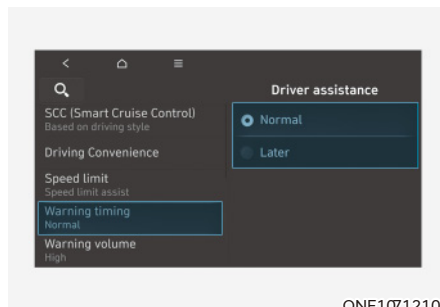 Driver assistance
SCC (Smart Cruise Control)
Based on driving style
Driving Convenience
Speed limit
Speed limit assist
Warning timing
Normal
Warning volume
High
Normal
Later